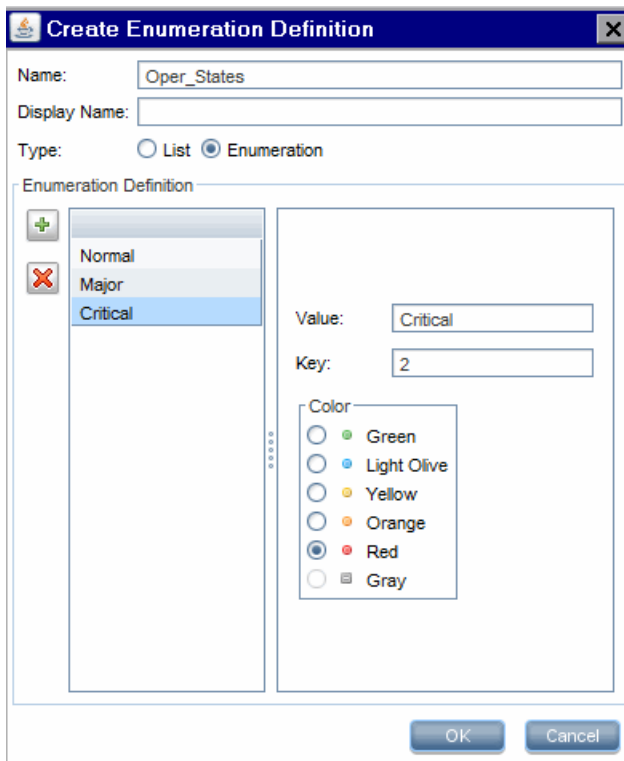 Create Enumeration Definition
Name: Oper_States
Display Name:
Type: List Enumeration
Enumeration Definition
Normal
Major
Critical
Value: Critical
Key: 2
Color
Green
Light Olive
Yellow
Orange
Red
Gray
OK Cancel